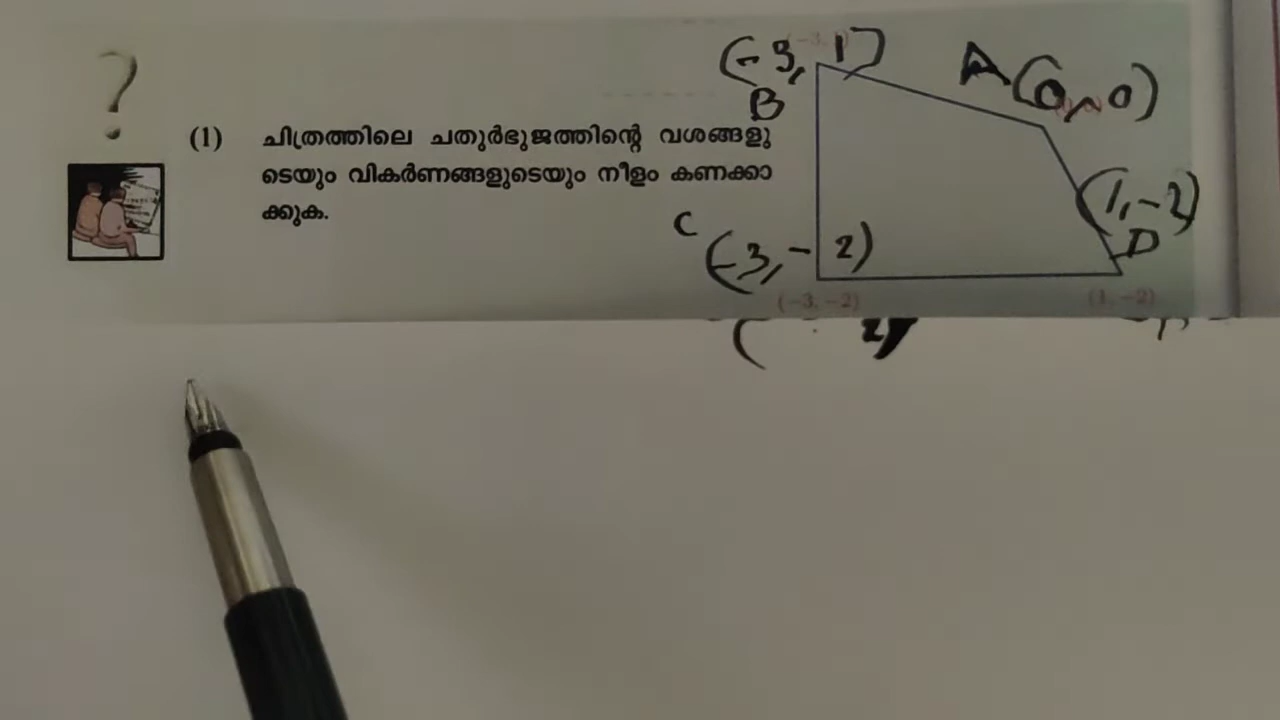 ?
(-3, 1)
B
A (0, 0)
(1) ചിത്രത്തിലെ ചതുർഭുജത്തിന്റെ വശങ്ങളു
ടെയും വികർണങ്ങളുടെയും നീളം കണക്കാ
ക്കുക.
(1, -2)
D
C
(-3, -2)
(-3, -2)
(1, -2)